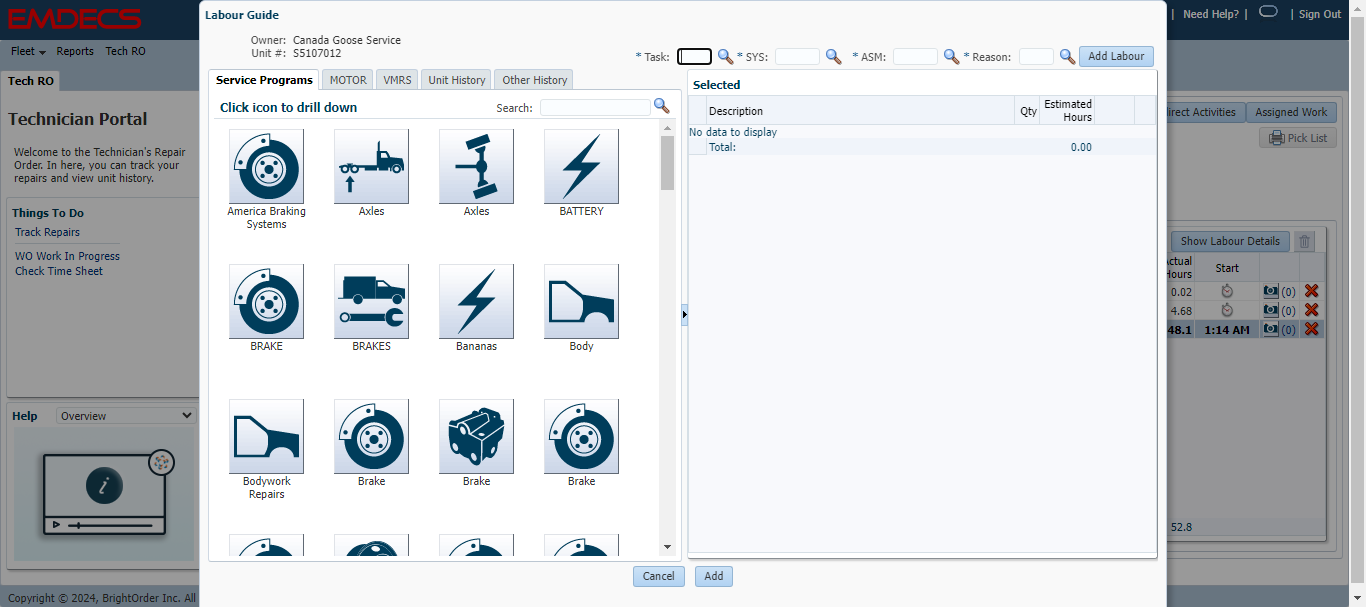 EMDECS
| Need Help? | | Sign Out
Fleet Reports Tech RO
Tech RO
Technician Portal
Welcome to the Technician's Repair
Order. In here, you can track your
repairs and view unit history.
Things To Do
Track Repairs
WO Work In Progress
Check Time Sheet
Help Overview
i
Copyright © 2024, BrightOrder Inc. All
Labour Guide
Owner: Canada Goose Service
Unit #: S5107012
* Task: * SYS: * ASM: * Reason: Add Labour
Service Programs MOTOR VMRS Unit History Other History
Click icon to drill down Search:
America Braking
Systems
Axles
Axles
BATTERY
BRAKE
BRAKES
Bananas
Body
Bodywork
Repairs
Brake
Brake
Brake
Selected
Description Qty Estimated
Hours
No data to display
Total: 0.00
Cancel Add
Activities Assigned Work
Pick List
Show Labour Details
Hours Start
0.02 (0)
4.68 (0)
48.1 1:14 AM (0)
52.8